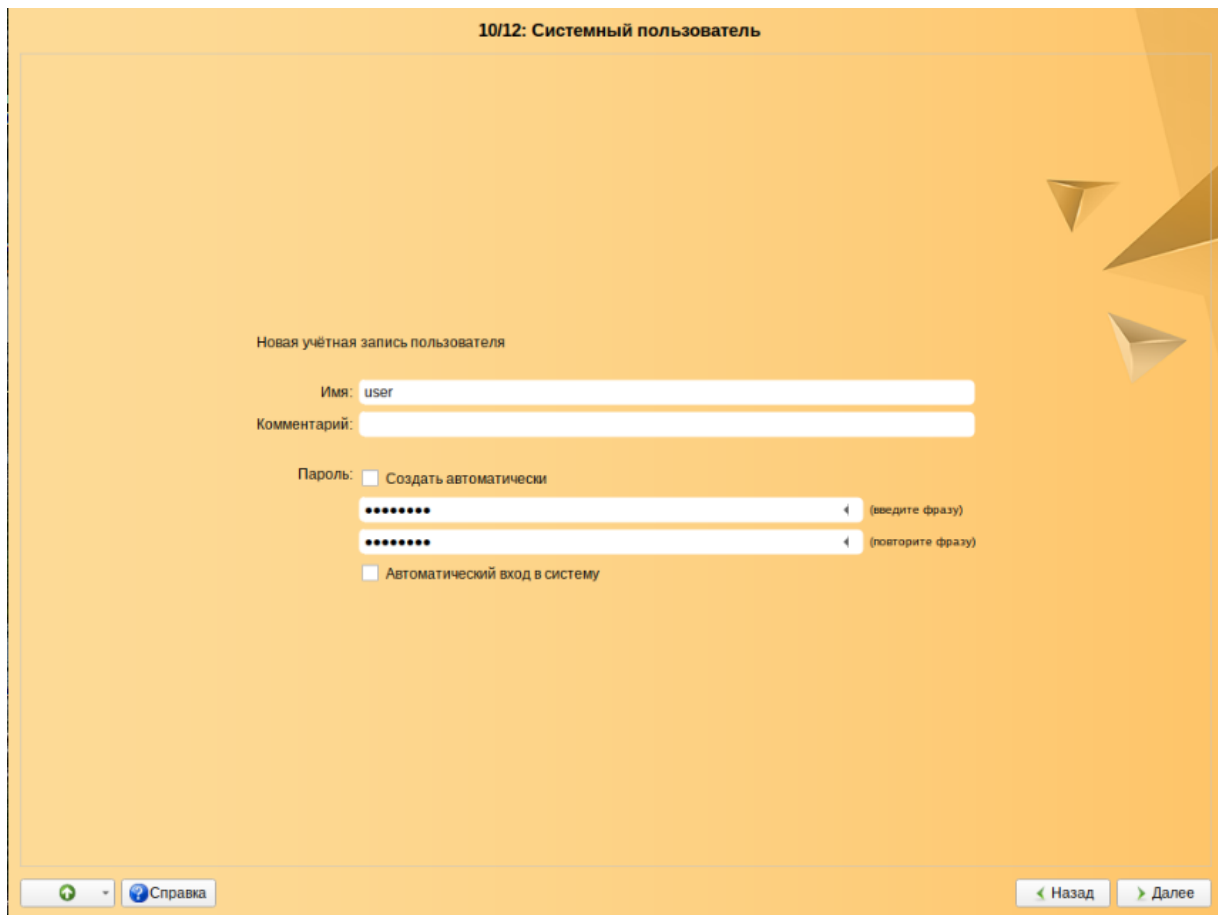 10/12: Системный пользователь
Новая учётная запись пользователя
Имя: user
Комментарий:
Пароль: Создать автоматически
(введите фразу)
(повторите фразу)
Автоматический вход в систему
Справка Назад Далее